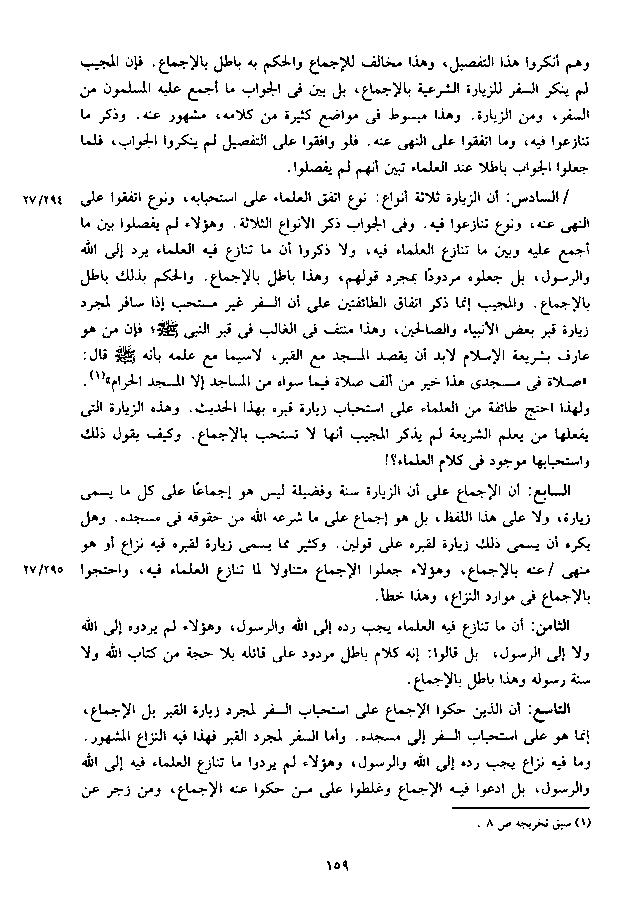 وهم أنكروا هذا التفصيل، وهذا مخالف للإجماع والحكم به باطل بالإجماع. فإن المجيب
لم ينكر السفر للزيارة الشرعية بالإجماع، بل بين فى الجواب ما أجمع عليه المسلمون من
السفر، ومن الزيارة. وهذا مبسوط فى مواضع كثيرة من كلامه، مشهور عنه. وذكر ما
تنازعوا فيه، وما اتفقوا على النهى عنه. فلو وافقوا على التفصيل لم ينكروا الجواب، فلما
جعلوا الجواب باطلا عند العلماء تبين أنهم لم يفصلوا.
٢٧/٢٩٤ / السادس: أن الزيارة ثلاثة أنواع: نوع اتفق العلماء على استحبابه، ونوع اتفقوا على
النهى عنه، ونوع تنازعوا فيه. وفى الجواب ذكر الأنواع الثلاثة. وهؤلاء لم يفصلوا بين ما
أجمع عليه وبين ما تنازع العلماء فيه، ولا ذكروا أن ما تنازع فيه العلماء يرد إلى الله
والرسول، بل جعلوه مردودًا بمجرد قولهم، وهذا باطل بالإجماع. والحكم بذلك باطل
بالإجماع. والمجيب إنما ذكر اتفاق الطائفتين على أن السفر غير مستحب إذا سافر لمجرد
زيارة قبر بعض الأنبياء والصالحين، وهذا منتف فى الغالب فى قبر النبى ﷺ؛ فإن من هو
عارف بشريعة الإسلام لابد أن يقصد المسجد مع القبر، لاسيما مع علمه بأنه ﷺ قال:
«صلاة فى مسجدى هذا خير من ألف صلاة فيما سواه من المساجد إلا المسجد الحرام»(١).
ولهذا احتج طائفة من العلماء على استحباب زيارة قبره بهذا الحديث. وهذه الزيارة التى
يفعلها من يعلم الشريعة لم يذكر المجيب أنها لا تستحب بالإجماع. وكيف يقول ذلك
واستحبابها موجود فى كلام العلماء؟!
السابع: أن الإجماع على أن الزيارة سنة وفضيلة ليس هو إجماعًا على كل ما يسمى
زيارة، ولا على هذا اللفظ، بل هو إجماع على ما شرعه الله من حقوقه فى مسجده. وهل
يكره أن يسمى ذلك زيارة لقبره على قولين. وكثير مما يسمى زيارة لقبره فيه نزاع أو هو
٢٧/٢٩٥ منهى / عنه بالإجماع، وهؤلاء جعلوا الإجماع متناولا لما تنازع العلماء فيه، واحتجوا
بالإجماع فى موارد النزاع، وهذا خطأ.
الثامن: أن ما تنازع فيه العلماء يجب رده إلى الله والرسول، وهؤلاء لم يردوه إلى الله
ولا إلى الرسول، بل قالوا: إنه كلام باطل مردود على قائله بلا حجة من كتاب الله ولا
سنة رسوله وهذا باطل بالإجماع.
التاسع: أن الذين حكوا الإجماع على استحباب السفر لمجرد زيارة القبر بل الإجماع،
إنما هو على استحباب السفر إلى مسجده. وأما السفر لمجرد القبر فهذا فيه النزاع المشهور.
وما فيه نزاع يجب رده إلى الله والرسول، وهؤلاء لم يردوا ما تنازع العلماء فيه إلى الله
والرسول، بل ادعوا فيه الإجماع وغلطوا على من حكوا عنه الإجماع، ومن زجر عن
(١) سبق تخريجه ص ٨ .
١٥٩